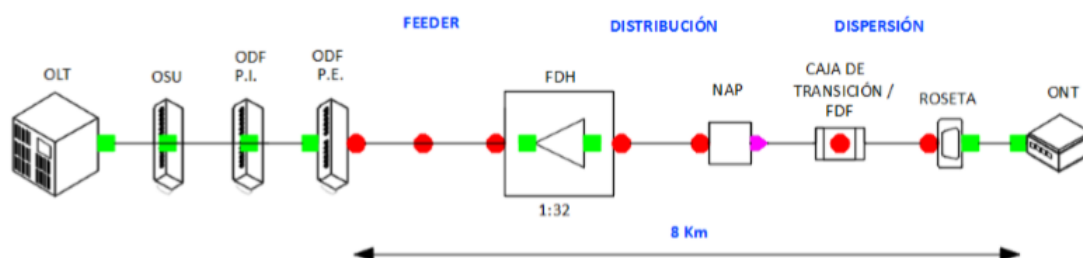 FEEDER
DISTRIBUCIÓN
DISPERSIÓN
OLT
OSU
ODF
P.I.
ODF
P.E.
FDH
NAP
CAJA DE
TRANSICIÓN /
FDF
ROSETA
ONT
1:32
8 Km